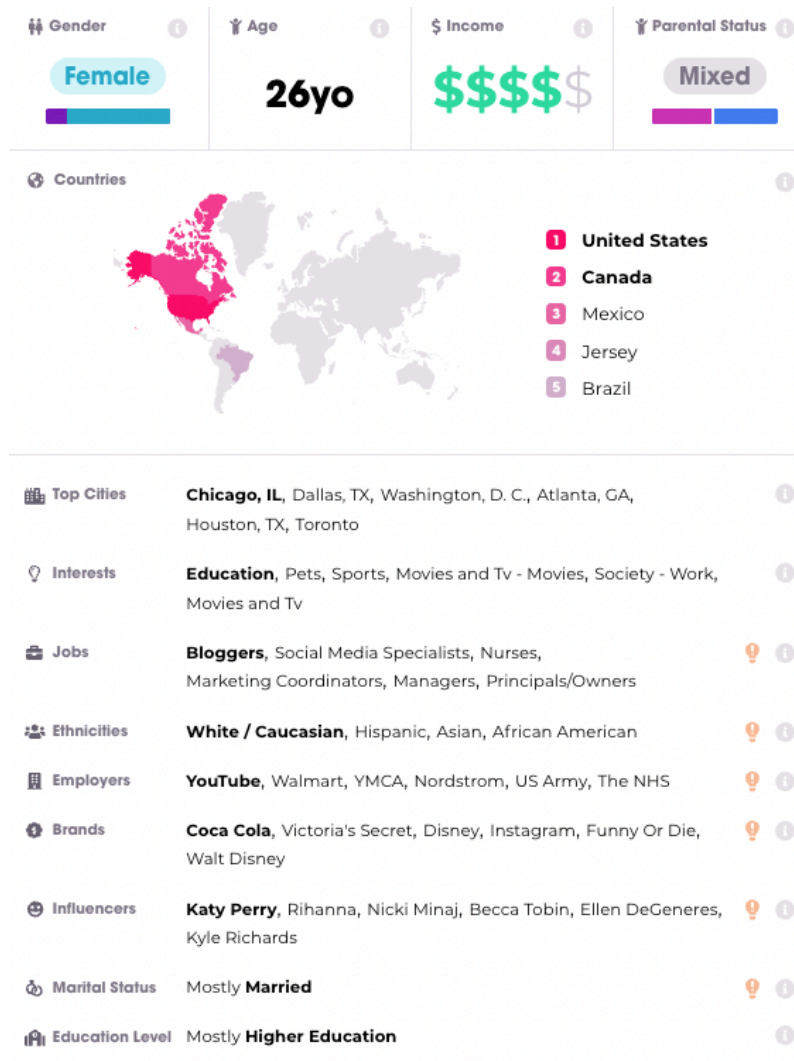 Gender
Age
$ Income
Parental Status
Female
26yo
$$$$$
Mixed
Countries
1 United States
2 Canada
3 Mexico
4 Jersey
5 Brazil
Top Cities Chicago, IL, Dallas, TX, Washington, D. C., Atlanta, GA,
Houston, TX, Toronto
Interests Education, Pets, Sports, Movies and Tv - Movies, Society - Work,
Movies and Tv
Jobs Bloggers, Social Media Specialists, Nurses,
Marketing Coordinators, Managers, Principals/Owners
Ethnicities White / Caucasian, Hispanic, Asian, African American
Employers YouTube, Walmart, YMCA, Nordstrom, US Army, The NHS
Brands Coca Cola, Victoria's Secret, Disney, Instagram, Funny Or Die,
Walt Disney
Influencers Katy Perry, Rihanna, Nicki Minaj, Becca Tobin, Ellen DeGeneres,
Kyle Richards
Marital Status Mostly Married
Education Level Mostly Higher Education